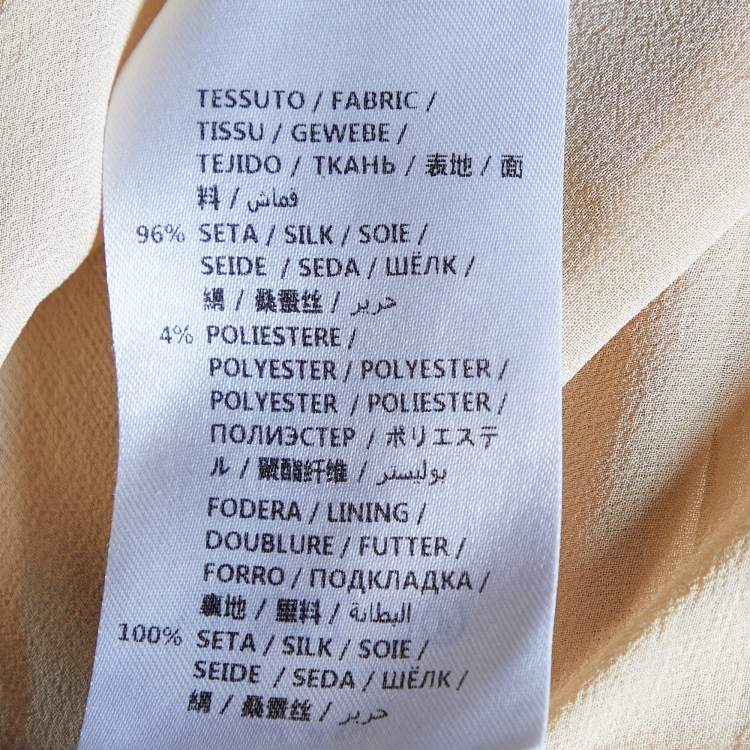 TESSUTO / FABRIC /
TISSU / GEWEBE /
TEJIDO / ТКАНЬ / 表地 / 面
料 / قماش
96% SETA / SILK / SOIE /
SEIDE / SEDA / ШЁЛК /
絹 / 桑蚕丝 / حرير
4% POLIESTERE /
POLYESTER / POLYESTER /
POLYESTER / POLIESTER /
ПОЛИЭСТЕР / ポリエステ
ル / 聚酯纤维 / بوليستر
FODERA / LINING /
DOUBLURE / FUTTER /
FORRO / ПОДКЛАДКА /
裏地 / 里料 / البطانة
100% SETA / SILK / SOIE /
SEIDE / SEDA / ШЁЛК /
絹 / 桑蚕丝 / حرير